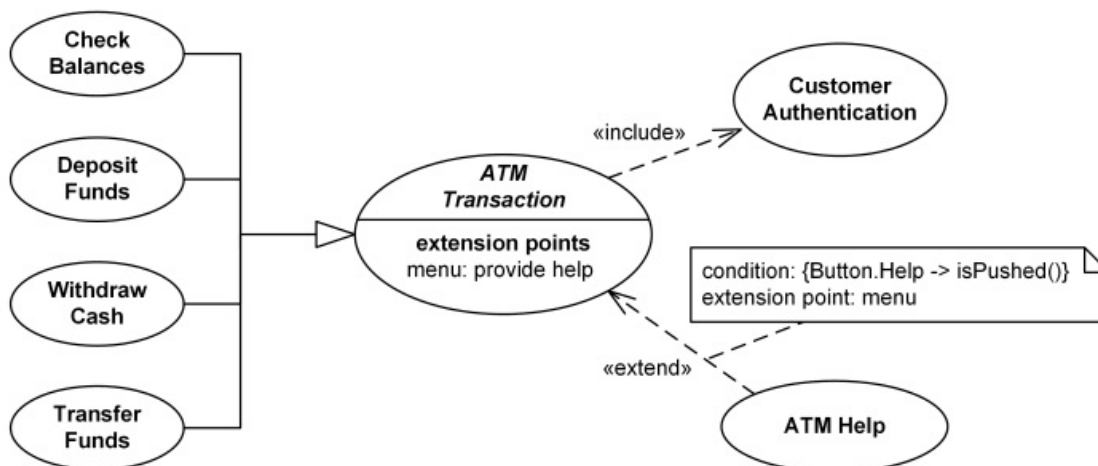 Check
Balances
Deposit
Funds
Withdraw
Cash
Transfer
Funds
ATM
Transaction
extension points
menu: provide help
«include»
Customer
Authentication
condition: {Button.Help -> isPushed()}
extension point: menu
«extend»
ATM Help